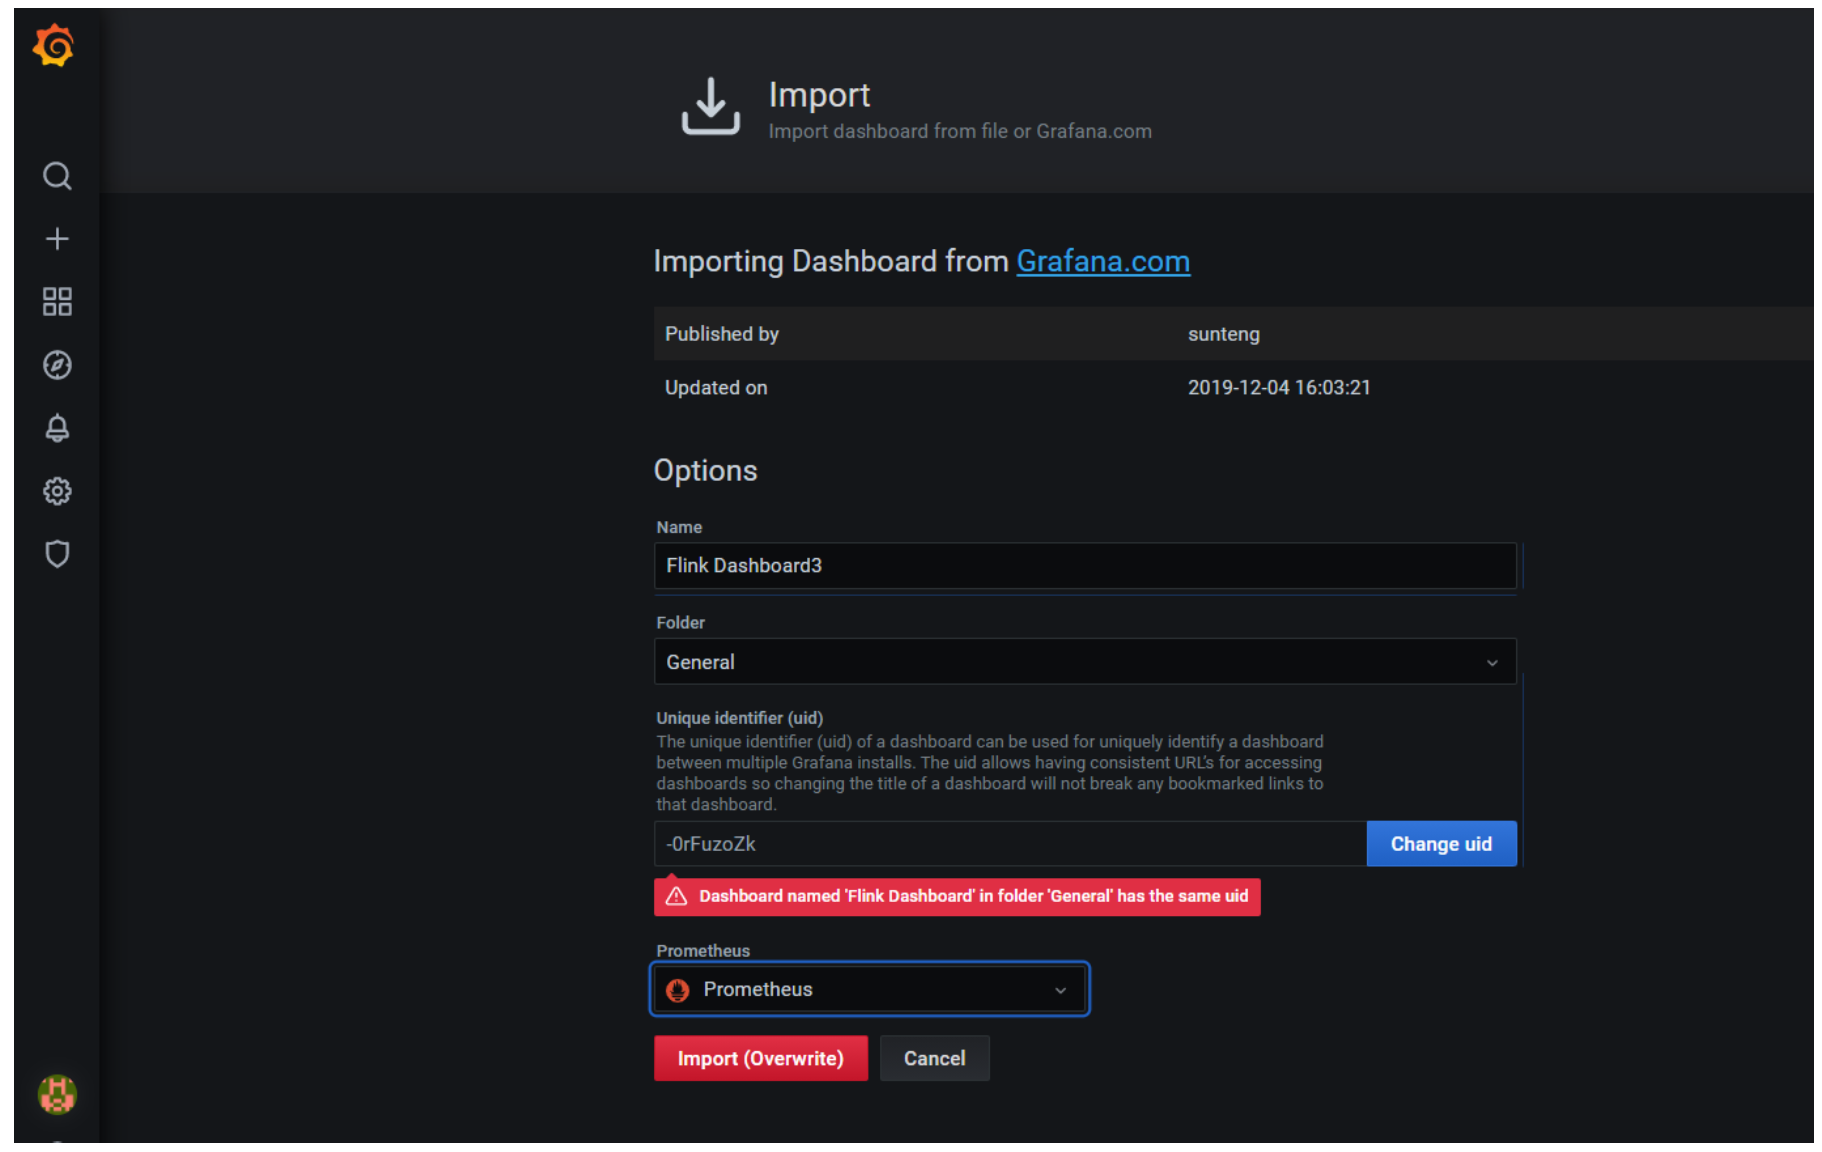 Import
Import dashboard from file or Grafana.com
Importing Dashboard from Grafana.com
Published by sunteng
Updated on 2019-12-04 16:03:21
Options
Name
Flink Dashboard3
Folder
General
Unique identifier (uid)
The unique identifier (uid) of a dashboard can be used for uniquely identify a dashboard
between multiple Grafana installs. The uid allows having consistent URL's for accessing
dashboards so changing the title of a dashboard will not break any bookmarked links to
that dashboard.
-0rFuzoZk Change uid
Dashboard named 'Flink Dashboard' in folder 'General' has the same uid
Prometheus
Prometheus
Import (Overwrite) Cancel